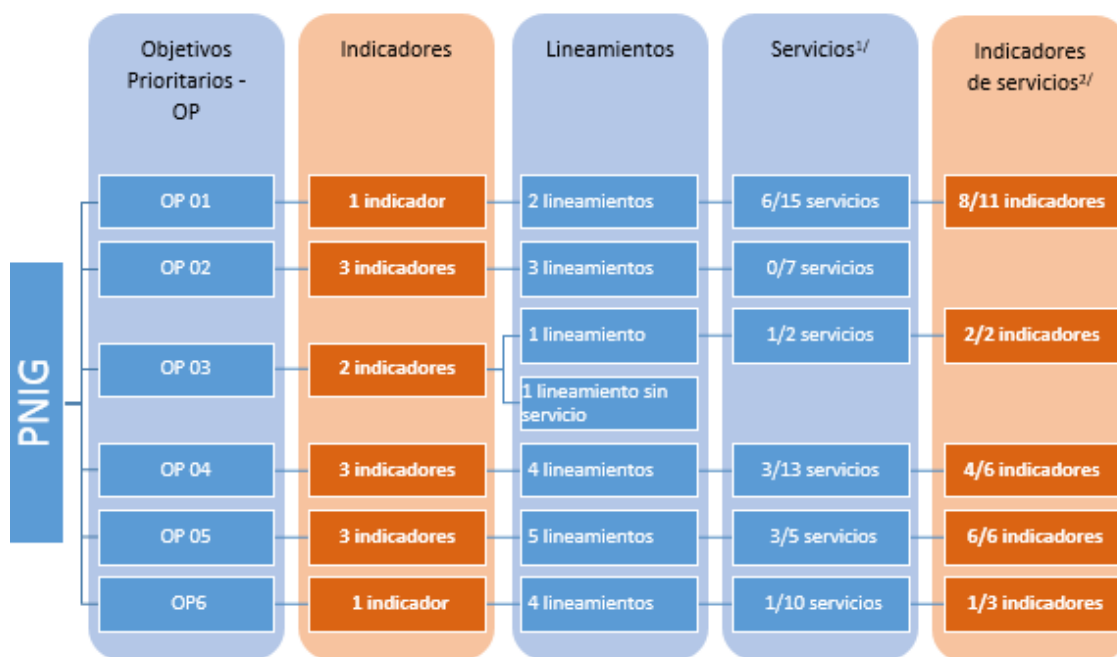 Objetivos
Prioritarios -
OP
Indicadores
Lineamientos
Servicios1/
Indicadores
de servicios2/
PNIG
OP 01
1 indicador
2 lineamientos
6/15 servicios
8/11 indicadores
OP 02
3 indicadores
3 lineamientos
0/7 servicios
OP 03
2 indicadores
1 lineamiento
1/2 servicios
2/2 indicadores
1 lineamiento sin
servicio
OP 04
3 indicadores
4 lineamientos
3/13 servicios
4/6 indicadores
OP 05
3 indicadores
5 lineamientos
3/5 servicios
6/6 indicadores
OP6
1 indicador
4 lineamientos
1/10 servicios
1/3 indicadores